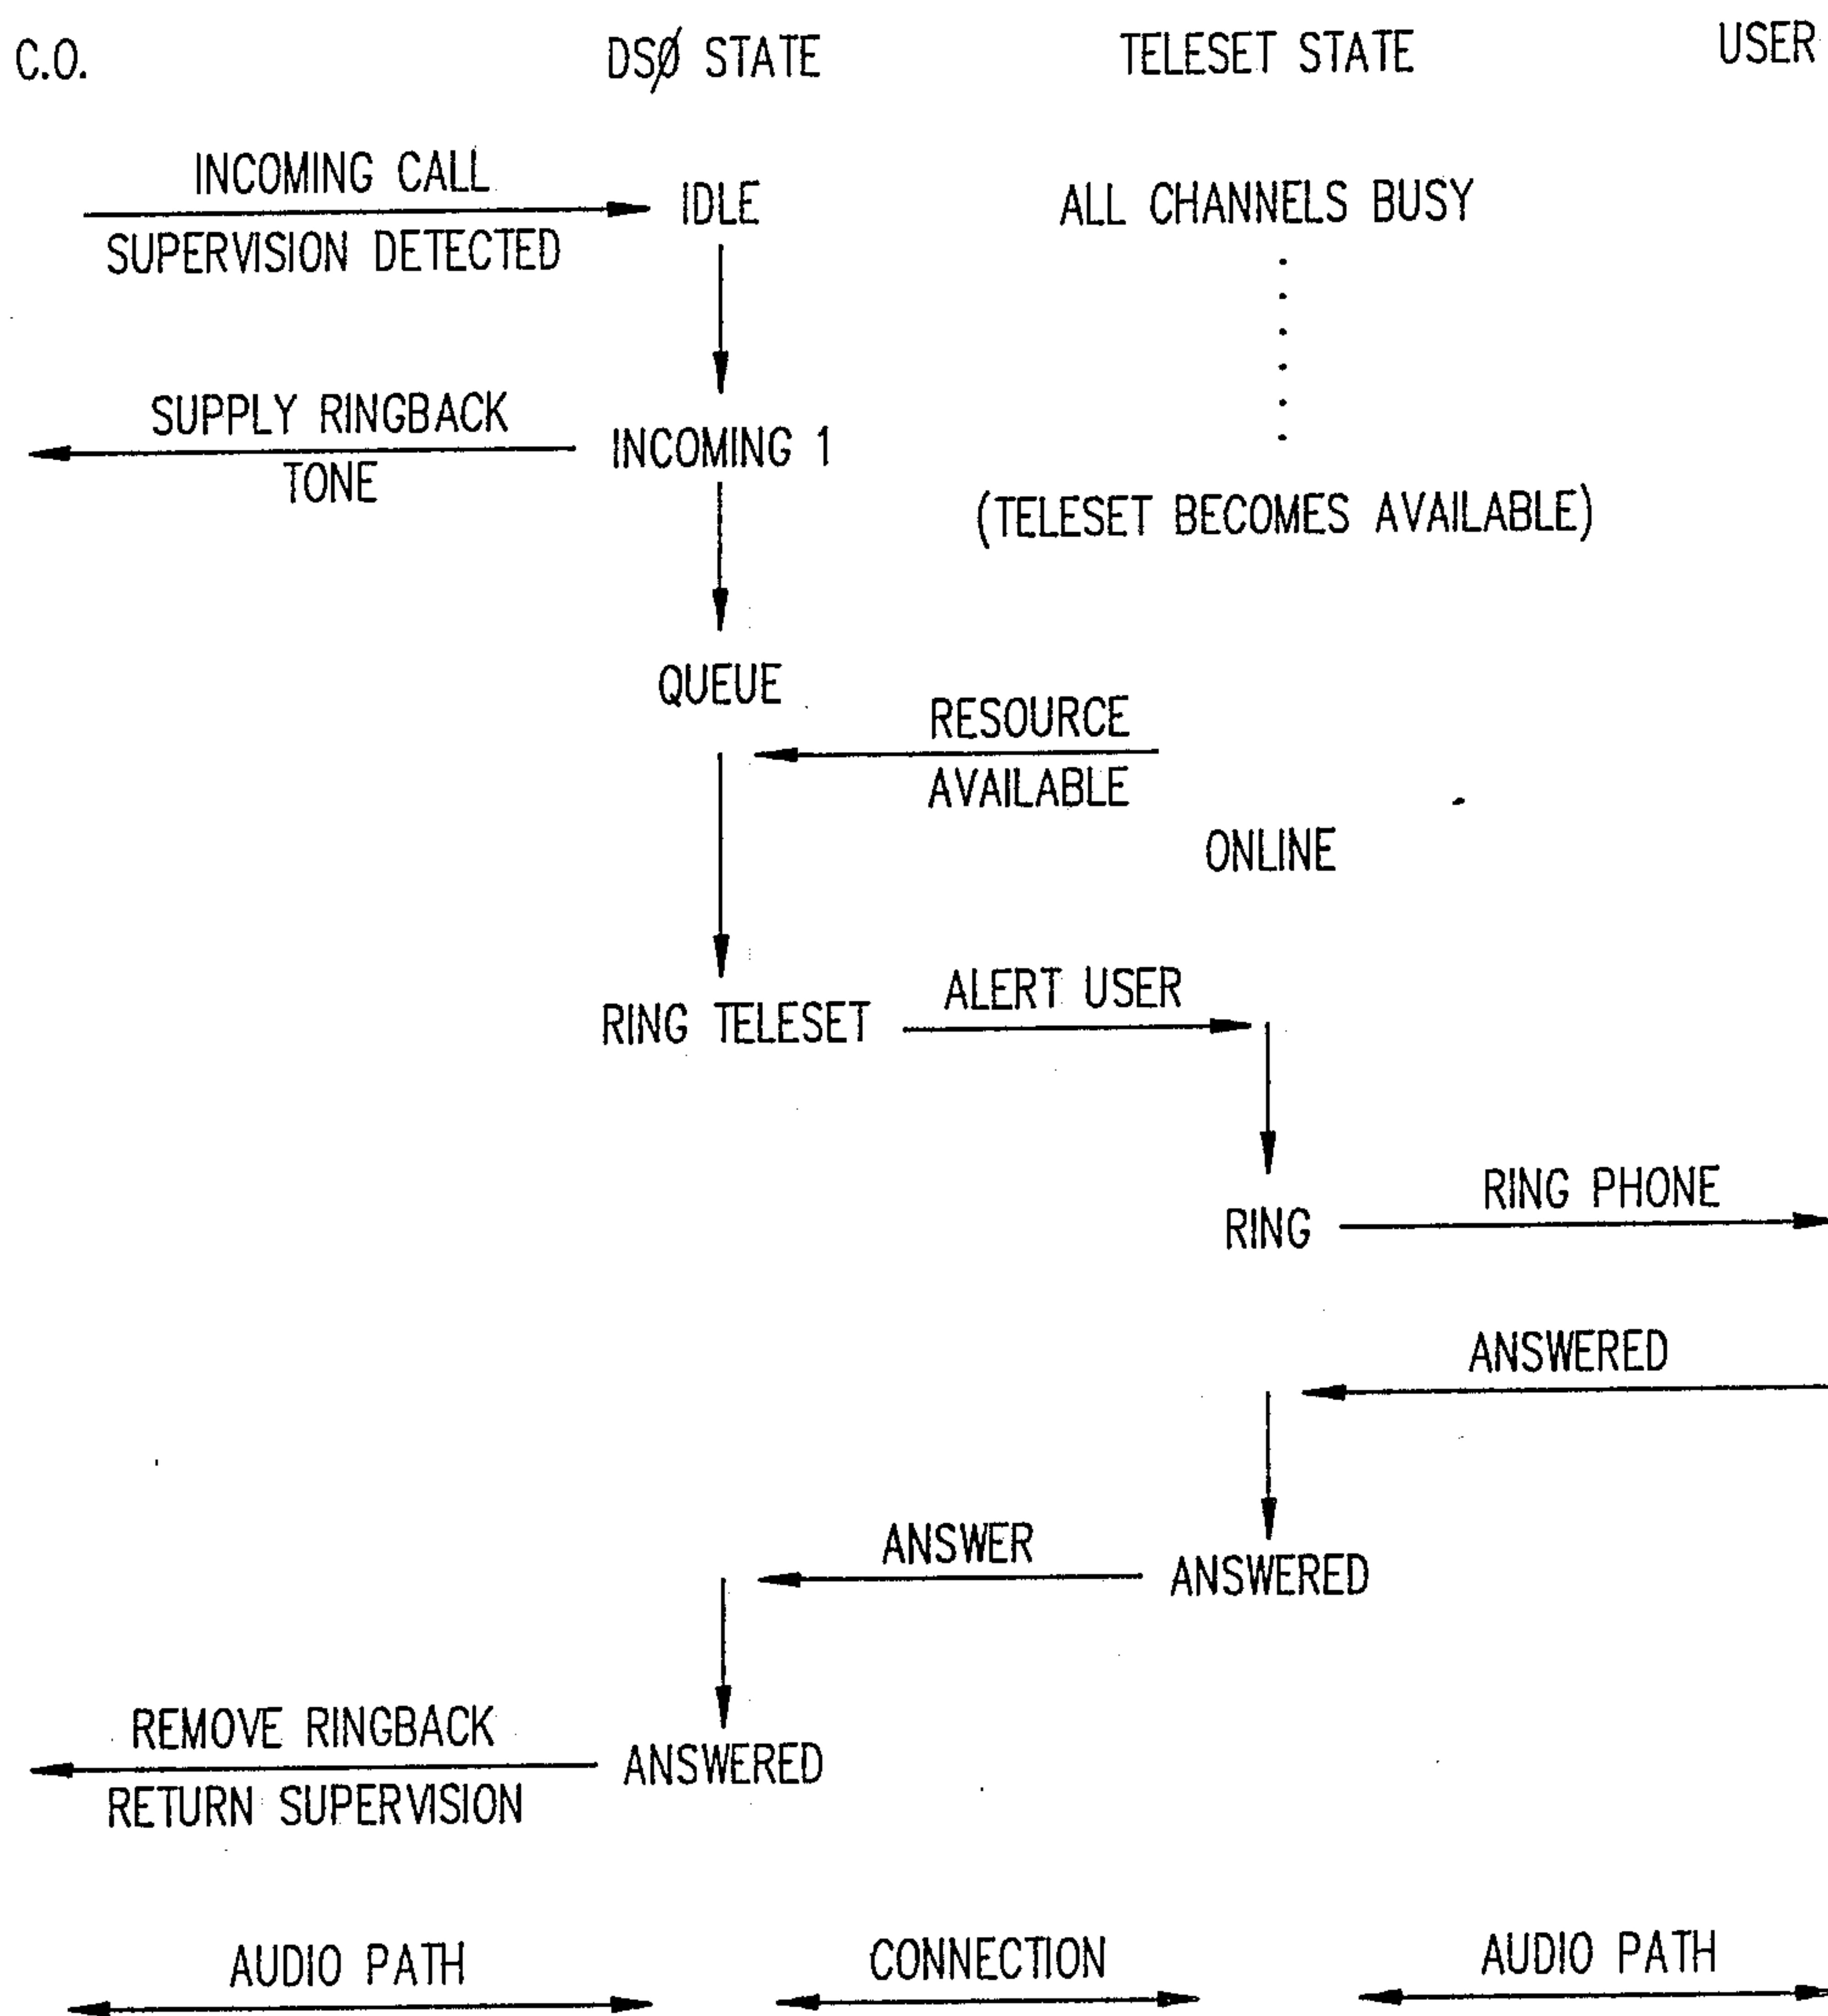 C.O. DSØ STATE TELESET STATE USER
INCOMING CALL
IDLE ALL CHANNELS BUSY
SUPERVISION DETECTED
SUPPLY RINGBACK
INCOMING 1
TONE
(TELESET BECOMES AVAILABLE)
QUEUE
RESOURCE
AVAILABLE
ONLINE
RING TELESET ALERT USER
RING PHONE
RING
ANSWERED
ANSWER
ANSWERED
REMOVE RINGBACK
ANSWERED
RETURN SUPERVISION
AUDIO PATH CONNECTION AUDIO PATH